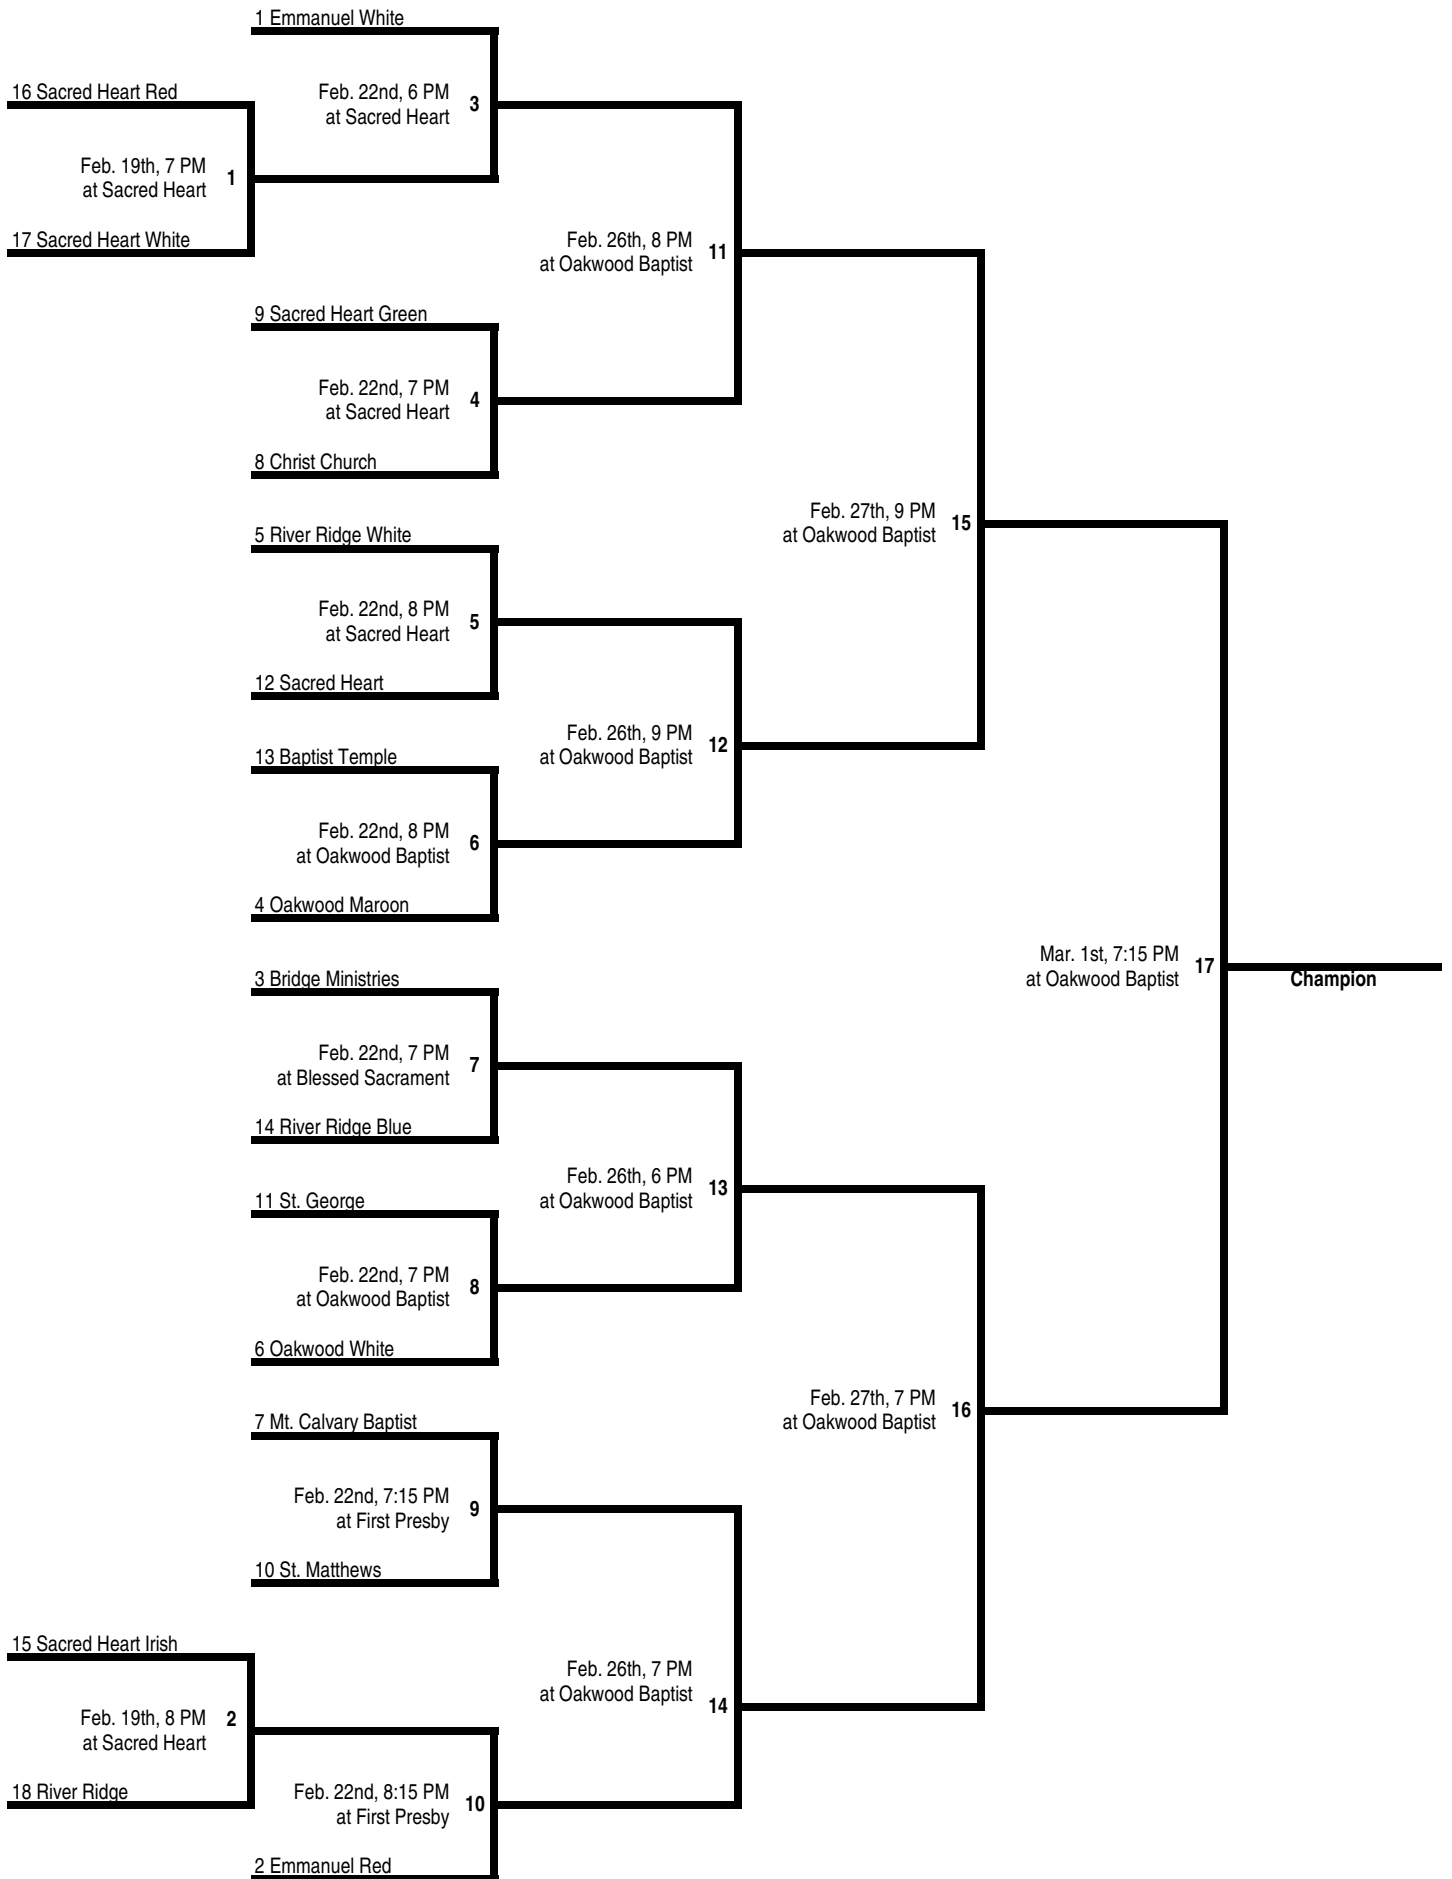 1 Emmanuel White
16 Sacred Heart Red
Feb. 22nd, 6 PM
at Sacred Heart
3
Feb. 19th, 7 PM
at Sacred Heart
1
17 Sacred Heart White
Feb. 26th, 8 PM
at Oakwood Baptist
11
9 Sacred Heart Green
Feb. 22nd, 7 PM
at Sacred Heart
4
8 Christ Church
Feb. 27th, 9 PM
at Oakwood Baptist
15
5 River Ridge White
Feb. 22nd, 8 PM
at Sacred Heart
5
12 Sacred Heart
Feb. 26th, 9 PM
at Oakwood Baptist
12
13 Baptist Temple
Feb. 22nd, 8 PM
at Oakwood Baptist
6
4 Oakwood Maroon
Mar. 1st, 7:15 PM
at Oakwood Baptist
17
Champion
3 Bridge Ministries
Feb. 22nd, 7 PM
at Blessed Sacrament
7
14 River Ridge Blue
Feb. 26th, 6 PM
at Oakwood Baptist
13
11 St. George
Feb. 22nd, 7 PM
at Oakwood Baptist
8
6 Oakwood White
Feb. 27th, 7 PM
at Oakwood Baptist
16
7 Mt. Calvary Baptist
Feb. 22nd, 7:15 PM
at First Presby
9
10 St. Matthews
15 Sacred Heart Irish
Feb. 26th, 7 PM
at Oakwood Baptist
14
Feb. 19th, 8 PM
at Sacred Heart
2
18 River Ridge
Feb. 22nd, 8:15 PM
at First Presby
10
2 Emmanuel Red